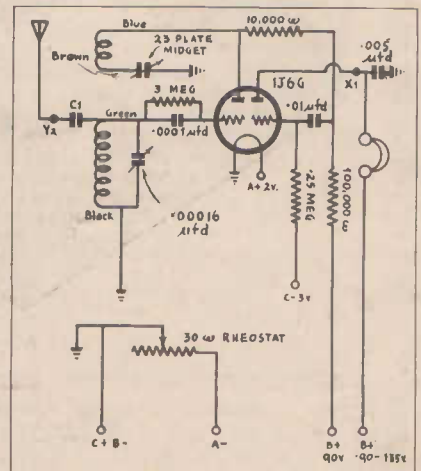 Blue
10,000 ω
23 PLATE
MIDGET
Brown
1J6G
.005
µfd
X1
3 MEG
C1
Green
.01µfd
Y2
.0001 µfd
A+2v.
.00016
µfd
Black
.25 MEG
100,000 ω
C-3v
30 ω RHEOSTAT
C+ B-
A-
B+
90v
B+
90-135v